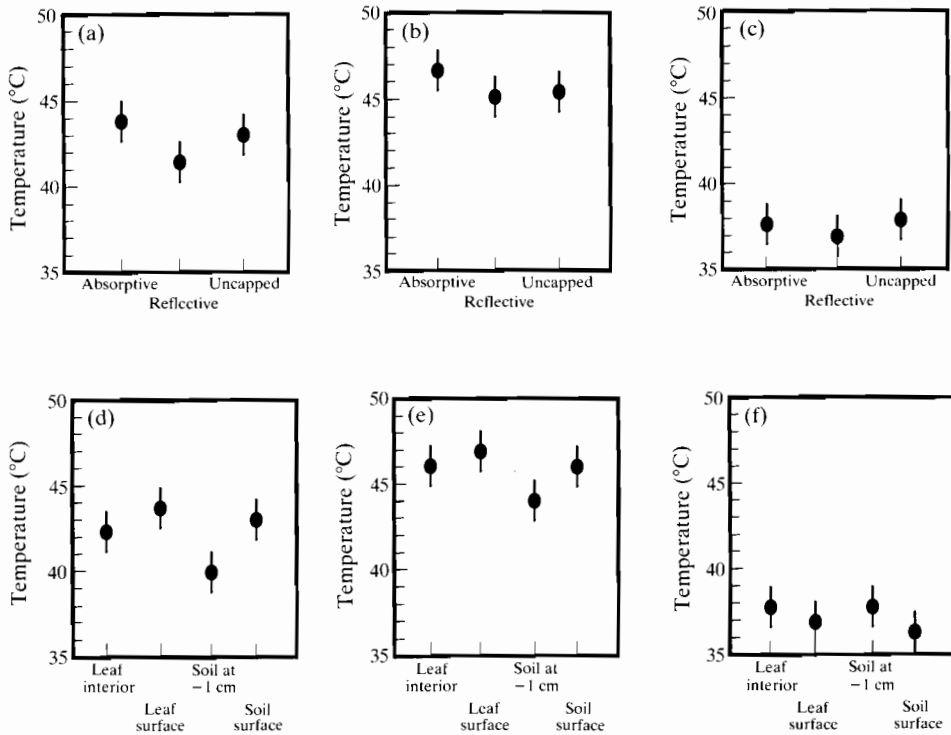 50
45
40
35
Temperature (°C)
(a)
Absorptive
Uncapped
Reflective
50
45
40
35
Temperature (°C)
(b)
Absorptive
Uncapped
Reflective
50
45
40
35
Temperature (°C)
(c)
Absorptive
Uncapped
Reflective
50
45
40
35
Temperature (°C)
(d)
Leaf
interior
Soil at
−1 cm
Leaf
surface
Soil
surface
50
45
40
35
Temperature (°C)
(e)
Leaf
interior
Soil at
−1 cm
Leaf
surface
Soil
surface
50
45
40
35
Temperature (°C)
(f)
Leaf
interior
Soil at
−1 cm
Leaf
surface
Soil
surface